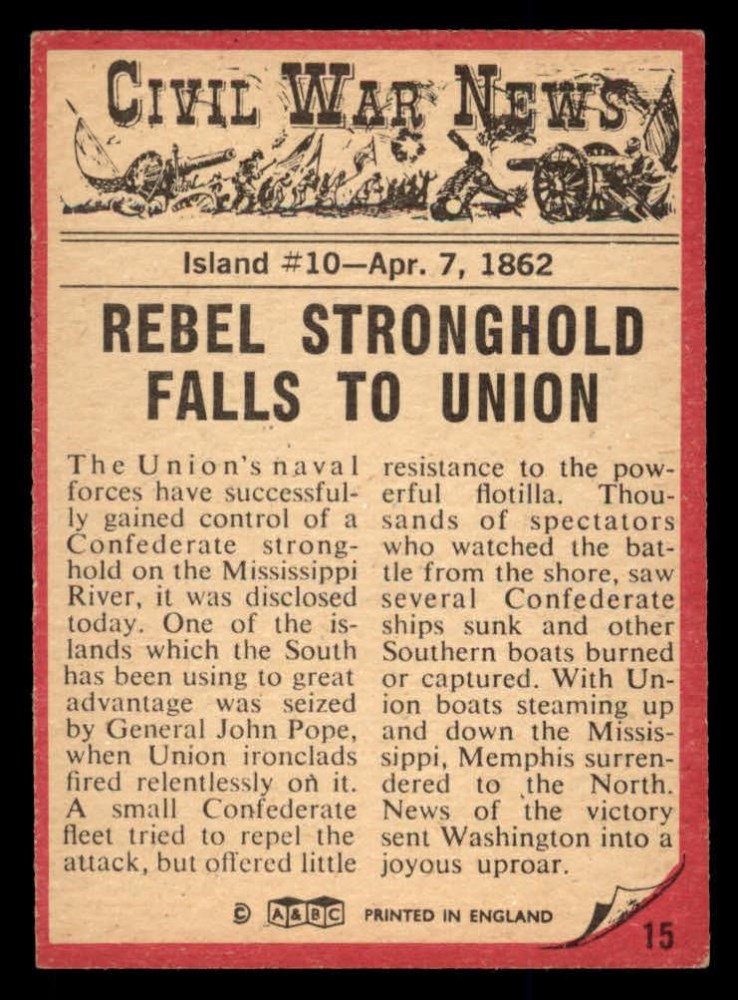 CIVIL WAR NEWS
Island #10—Apr. 7, 1862
REBEL STRONGHOLD
FALLS TO UNION
The Union's naval
forces have successful-
ly gained control of a
Confederate strong-
hold on the Mississippi
River, it was disclosed
today. One of the is-
lands which the South
has been using to great
advantage was seized
by General John Pope,
when Union ironclads
fired relentlessly on it.
A small Confederate
fleet tried to repel the
attack, but offered little
resistance to the pow-
erful flotilla. Thou-
sands of spectators
who watched the bat-
tle from the shore, saw
several Confederate
ships sunk and other
Southern boats burned
or captured. With Un-
ion boats steaming up
and down the Missis-
sippi, Memphis surren-
dered to the North.
News of the victory
sent Washington into a
joyous uproar.
© A&BC PRINTED IN ENGLAND
15